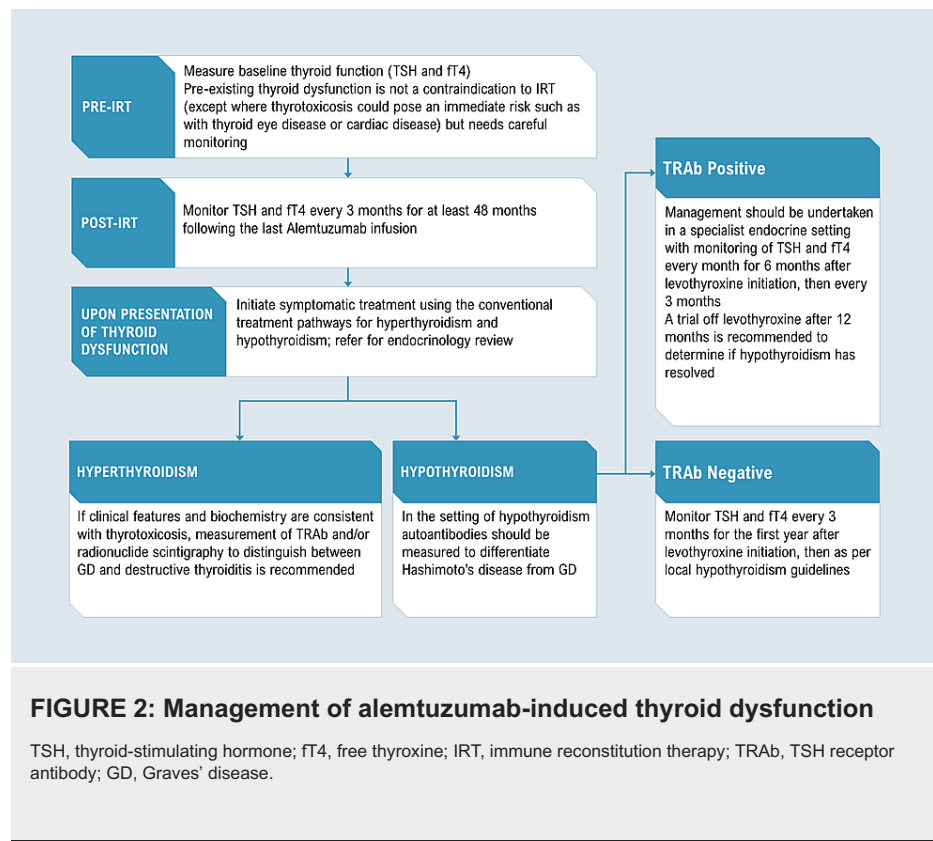 PRE-IRT
Measure baseline thyroid function (TSH and fT4)
Pre-existing thyroid dysfunction is not a contraindication to IRT
(except where thyrotoxicosis could pose an immediate risk such as
with thyroid eye disease or cardiac disease) but needs careful
monitoring
POST-IRT
Monitor TSH and fT4 every 3 months for at least 48 months
following the last Alemtuzumab infusion
UPON PRESENTATION
OF THYROID
DYSFUNCTION
Initiate symptomatic treatment using the conventional
treatment pathways for hyperthyroidism and
hypothyroidism; refer for endocrinology review
HYPERTHYROIDISM
If clinical features and biochemistry are consistent
with thyrotoxicosis, measurement of TRAb and/or
radionuclide scintigraphy to distinguish between
GD and destructive thyroiditis is recommended
HYPOTHYROIDISM
In the setting of hypothyroidism
autoantibodies should be
measured to differentiate
Hashimoto's disease from GD
TRAb Positive
Management should be undertaken
in a specialist endocrine setting
with monitoring of TSH and fT4
every month for 6 months after
levothyroxine initiation, then every
3 months
A trial off levothyroxine after 12
months is recommended to
determine if hypothyroidism has
resolved
TRAb Negative
Monitor TSH and fT4 every 3
months for the first year after
levothyroxine initiation, then as per
local hypothyroidism guidelines
FIGURE 2: Management of alemtuzumab-induced thyroid dysfunction
TSH, thyroid-stimulating hormone; fT4, free thyroxine; IRT, immune reconstitution therapy; TRAb, TSH receptor
antibody; GD, Graves' disease.